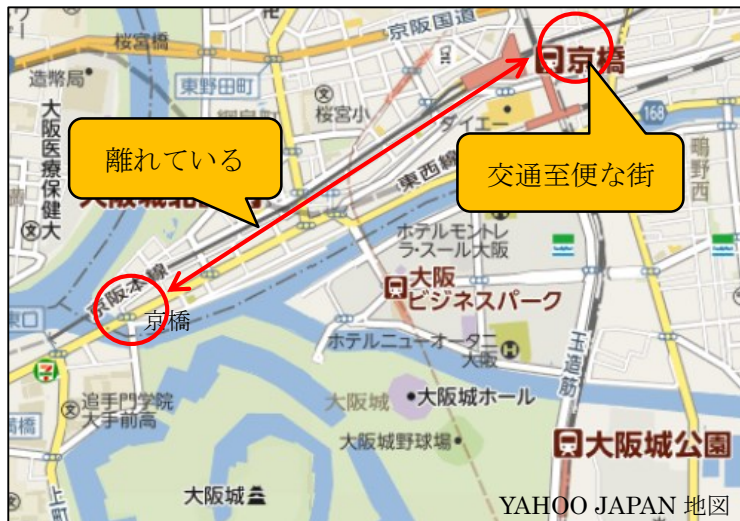 桜宮橋
京阪国道
造幣局
東野田町
桜宮小
京橋
ダイエー
168
大阪医療保健大
離れている
交通至便な街
鴫野西
東西線
ホテルモントレ
ラ・スール大阪
京阪本線
大阪
ビジネスパーク
京橋
東口
ホテルニューオータニ
大阪
玉造筋
追手門学院
大手前高
大阪城
大阪城ホール
大阪城野球場
大阪城公園
上町
大阪城
YAHOO JAPAN 地図